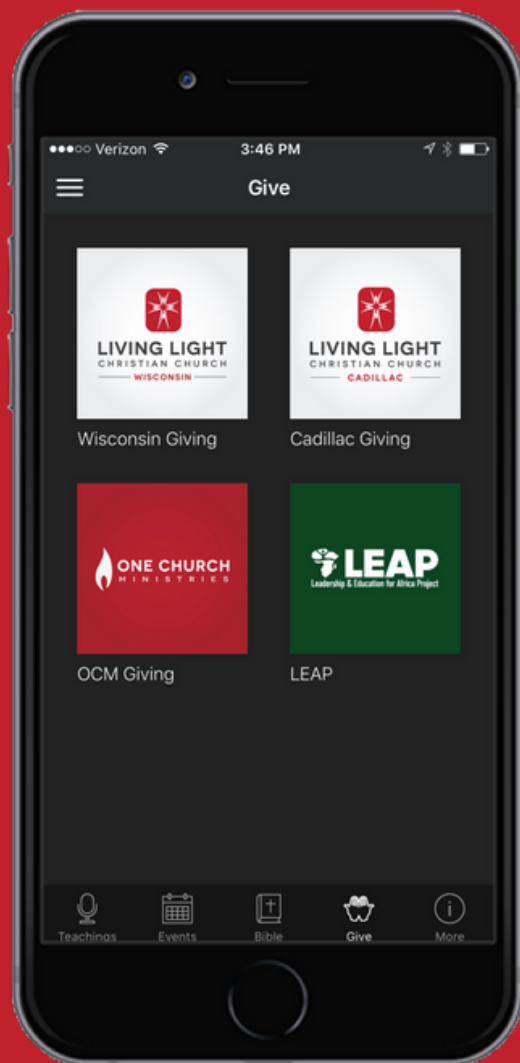 Verizon 3:46 PM
Give
LIVING LIGHT
CHRISTIAN CHURCH
WISCONSIN
Wisconsin Giving
LIVING LIGHT
CHRISTIAN CHURCH
CADILLAC
Cadillac Giving
ONE CHURCH
MINISTRIES
OCM Giving
LEAP
Leadership & Education for Africa Project
LEAP
Teachings Events Bible Give More